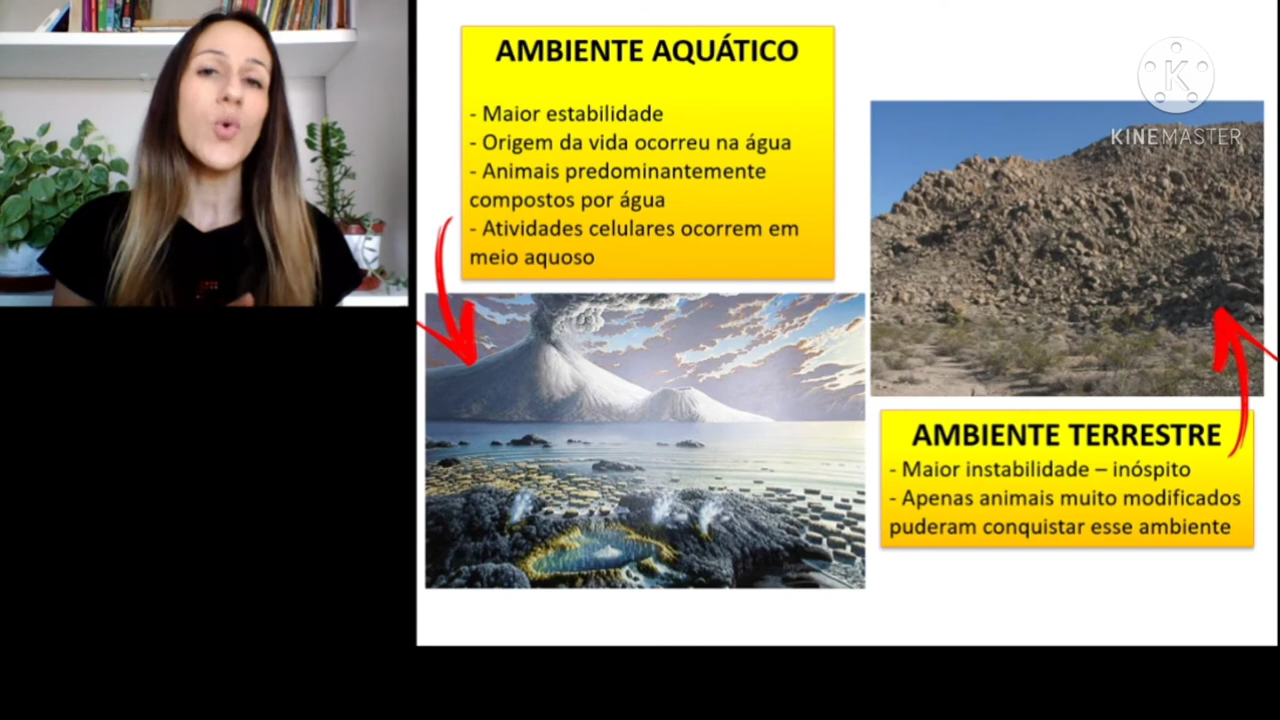 AMBIENTE AQUÁTICO
- Maior estabilidade
- Origem da vida ocorreu na água
- Animais predominantemente
compostos por água
- Atividades celulares ocorrem em
meio aquoso
K
KINEMASTER
AMBIENTE TERRESTRE
- Maior instabilidade – inóspito
- Apenas animais muito modificados
puderam conquistar esse ambiente